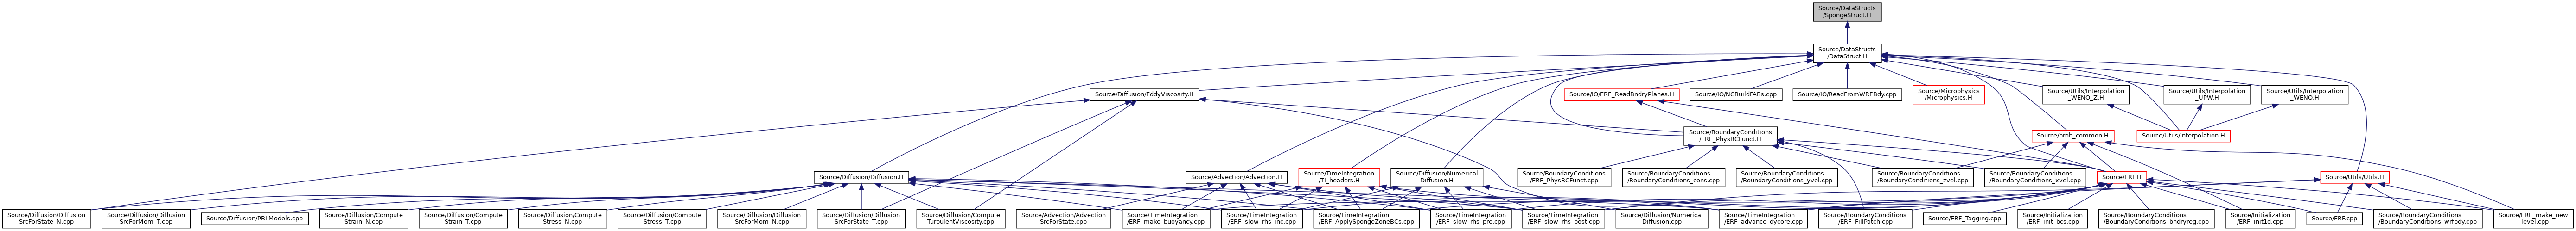 Source/DataStructs
/SpongeStruct.H
Source/DataStructs
/DataStruct.H
Source/Diffusion/EddyViscosity.H
Source/IO/ERF_ReadBndryPlanes.H
Source/IO/NCBuildFABs.cpp
Source/IO/ReadFromWRFBdy.cpp
Source/Microphysics
/Microphysics.H
Source/Utils/Interpolation
_WENO_Z.H
Source/Utils/Interpolation
_UPW.H
Source/Utils/Interpolation
_WENO.H
Source/BoundaryConditions
/ERF_PhysBCFunct.H
Source/prob_common.H
Source/Utils/Interpolation.H
Source/Diffusion/Diffusion.H
Source/Advection/Advection.H
Source/TimeIntegration
/TI_headers.H
Source/Diffusion/Numerical
Diffusion.H
Source/BoundaryConditions
/ERF_PhysBCFunct.cpp
Source/BoundaryConditions
/BoundaryConditions_cons.cpp
Source/BoundaryConditions
/BoundaryConditions_yvel.cpp
Source/BoundaryConditions
/BoundaryConditions_zvel.cpp
Source/BoundaryConditions
/BoundaryConditions_xvel.cpp
Source/ERF.H
Source/Utils/Utils.H
Source/Diffusion/Diffusion
SrcForState_N.cpp
Source/Diffusion/Diffusion
SrcForMom_T.cpp
Source/Diffusion/PBLModels.cpp
Source/Diffusion/Compute
Strain_N.cpp
Source/Diffusion/Compute
Strain_T.cpp
Source/Diffusion/Compute
Stress_N.cpp
Source/Diffusion/Compute
Stress_T.cpp
Source/Diffusion/Diffusion
SrcForMom_N.cpp
Source/Diffusion/Diffusion
SrcForState_T.cpp
Source/Diffusion/Compute
TurbulentViscosity.cpp
Source/Advection/Advection
SrcForState.cpp
Source/TimeIntegration
/ERF_make_buoyancy.cpp
Source/TimeIntegration
/ERF_slow_rhs_inc.cpp
Source/TimeIntegration
/ERF_ApplySpongeZoneBCs.cpp
Source/TimeIntegration
/ERF_slow_rhs_pre.cpp
Source/TimeIntegration
/ERF_slow_rhs_post.cpp
Source/Diffusion/Numerical
Diffusion.cpp
Source/TimeIntegration
/ERF_advance_dycore.cpp
Source/BoundaryConditions
/ERF_FillPatch.cpp
Source/ERF_Tagging.cpp
Source/Initialization
/ERF_init_bcs.cpp
Source/BoundaryConditions
/BoundaryConditions_bndryreg.cpp
Source/Initialization
/ERF_init1d.cpp
Source/ERF.cpp
Source/BoundaryConditions
/BoundaryConditions_wrfbdy.cpp
Source/ERF_make_new
_level.cpp